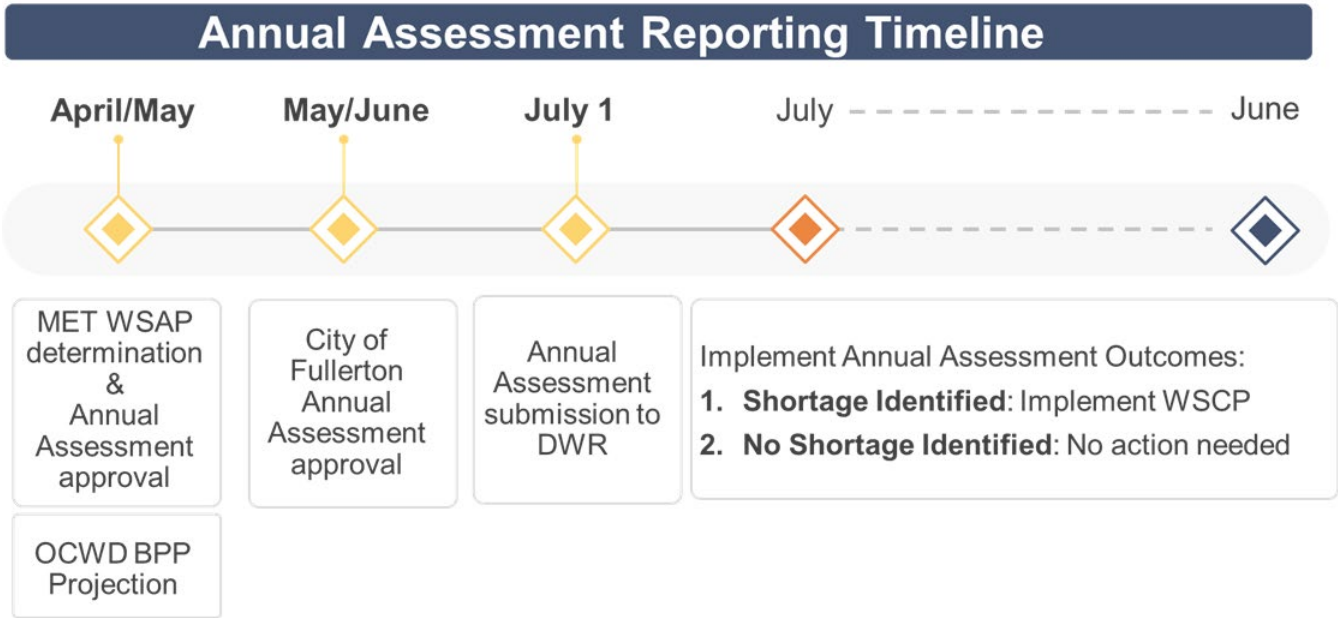 Annual Assessment Reporting Timeline
April/May
May/June
July 1
July
June
MET WSAP
determination
&
Annual
Assessment
approval
OCWD BPP
Projection
City of
Fullerton
Annual
Assessment
approval
Annual
Assessment
submission to
DWR
Implement Annual Assessment Outcomes:
1. Shortage Identified: Implement WSCP
2. No Shortage Identified: No action needed